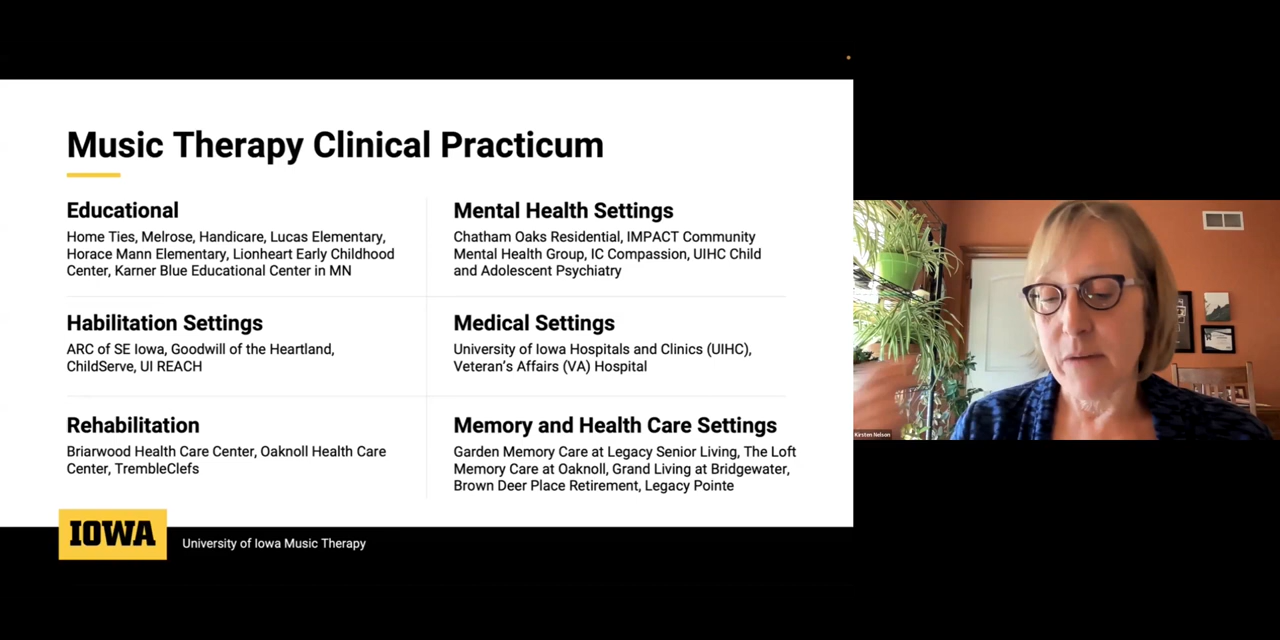 Music Therapy Clinical Practicum
Educational
Home Ties, Melrose, Handicare, Lucas Elementary,
Horace Mann Elementary, Lionheart Early Childhood
Center, Karner Blue Educational Center in MN
Mental Health Settings
Chatham Oaks Residential, IMPACT Community
Mental Health Group, IC Compassion, UIHC Child
and Adolescent Psychiatry
Habilitation Settings
ARC of SE Iowa, Goodwill of the Heartland,
ChildServe, UI REACH
Medical Settings
University of Iowa Hospitals and Clinics (UIHC),
Veteran’s Affairs (VA) Hospital
Rehabilitation
Briarwood Health Care Center, Oaknoll Health Care
Center, TrembleClefs
Memory and Health Care Settings
Garden Memory Care at Legacy Senior Living, The Loft
Memory Care at Oaknoll, Grand Living at Bridgewater,
Brown Deer Place Retirement, Legacy Pointe
IOWA
University of Iowa Music Therapy
Kirsten Nelson